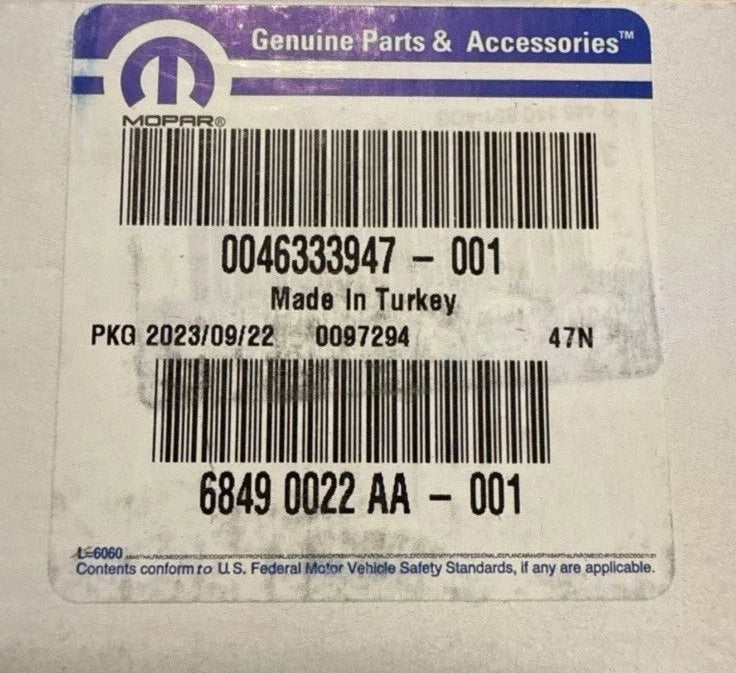 Genuine Parts & Accessories™
MOPAR®
0046333947 - 001
Made In Turkey
PKG 2023/09/22 0097294 47N
6849 0022 AA - 001
L-6060
Contents conform to U.S. Federal Motor Vehicle Safety Standards, if any are applicable.